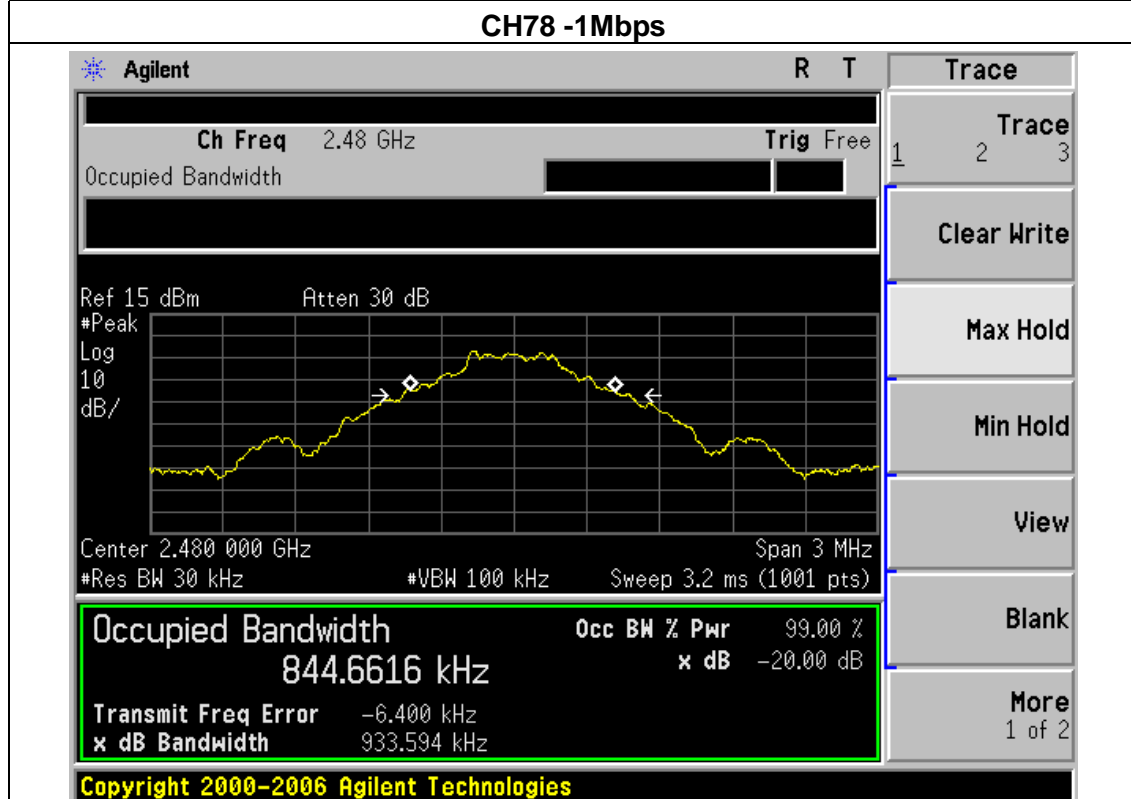 CH78 -1Mbps
Agilent R T
Ch Freq 2.48 GHz Trig Free
Occupied Bandwidth
Ref 15 dBm Atten 30 dB
#Peak
Log
10
dB/
Center 2.480 000 GHz Span 3 MHz
#Res BW 30 kHz #VBW 100 kHz Sweep 3.2 ms (1001 pts)
Occupied Bandwidth Occ BW % Pwr 99.00 %
844.6616 kHz x dB -20.00 dB
Transmit Freq Error -6.400 kHz
x dB Bandwidth 933.594 kHz
Copyright 2000-2006 Agilent Technologies
Trace
Trace
1 2 3
Clear Write
Max Hold
Min Hold
View
Blank
More
1 of 2